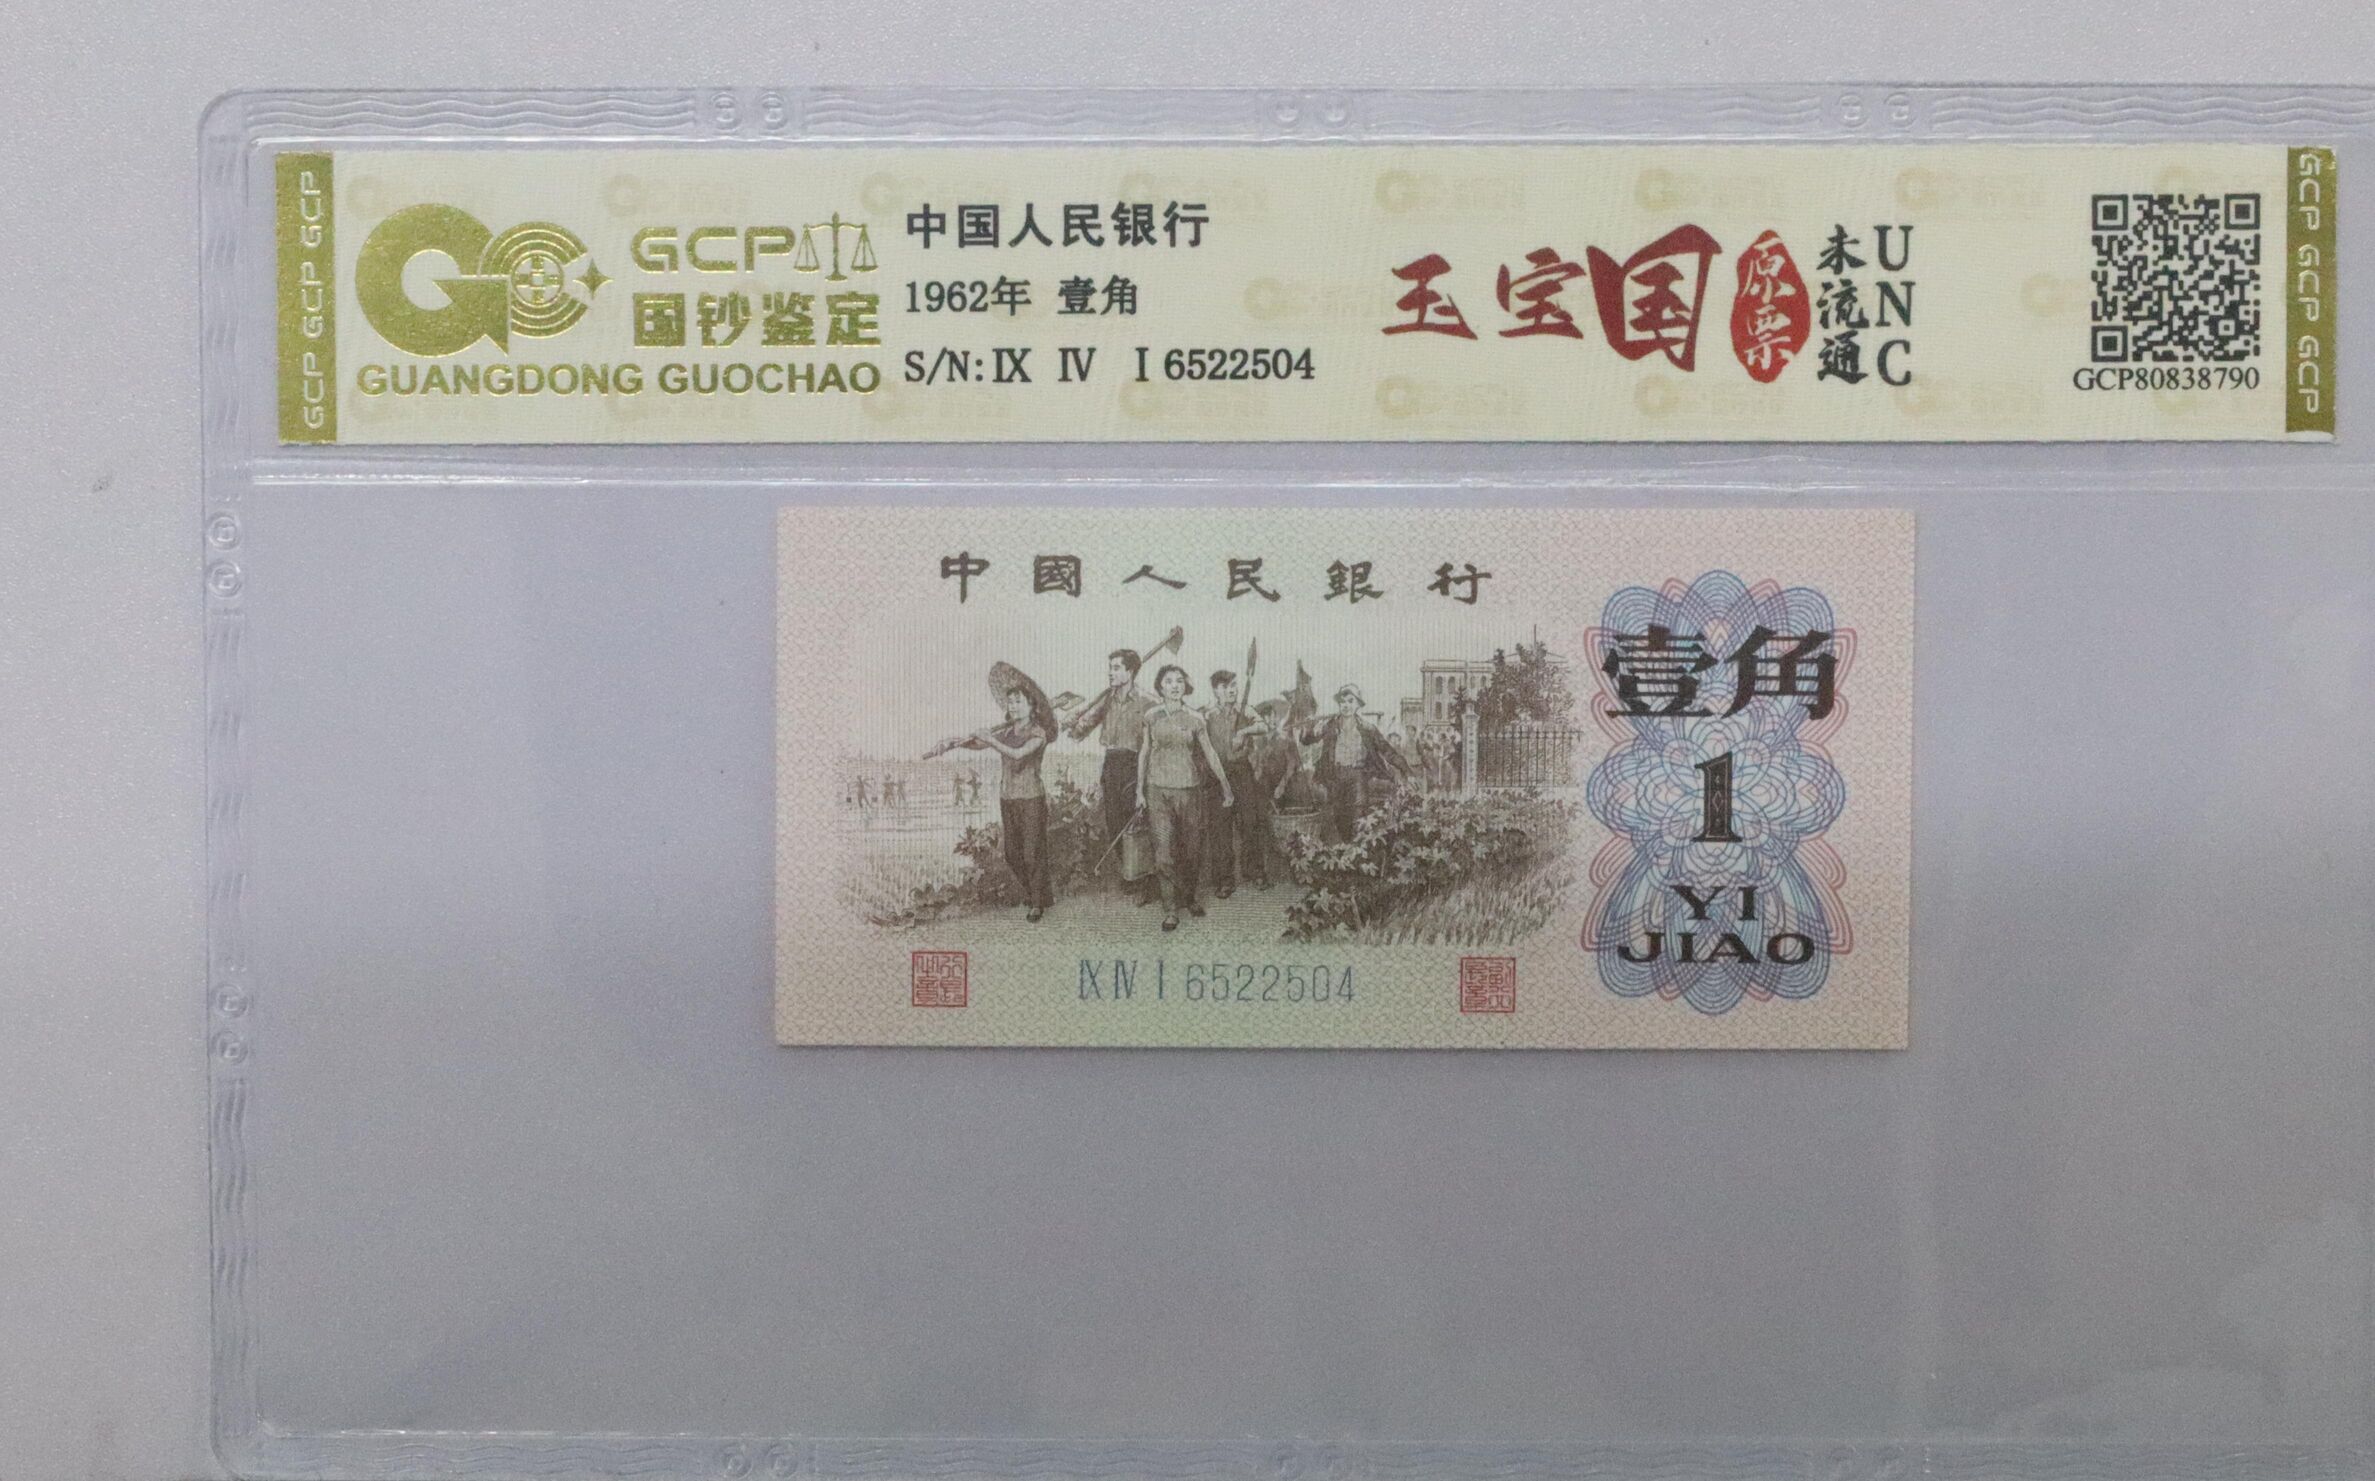 GCP GCP GCP
GCP
国钞鉴定
GUANGDONG GUOCHAO
中国人民银行
1962年 壹角
S/N: Ⅸ Ⅳ Ⅰ 6522504
玉宝国
原票
未流通
UNC
GCP80838790
GCP GCP GCP
中國人民銀行
壹角
1
YI
JIAO
Ⅸ Ⅳ Ⅰ 6522504